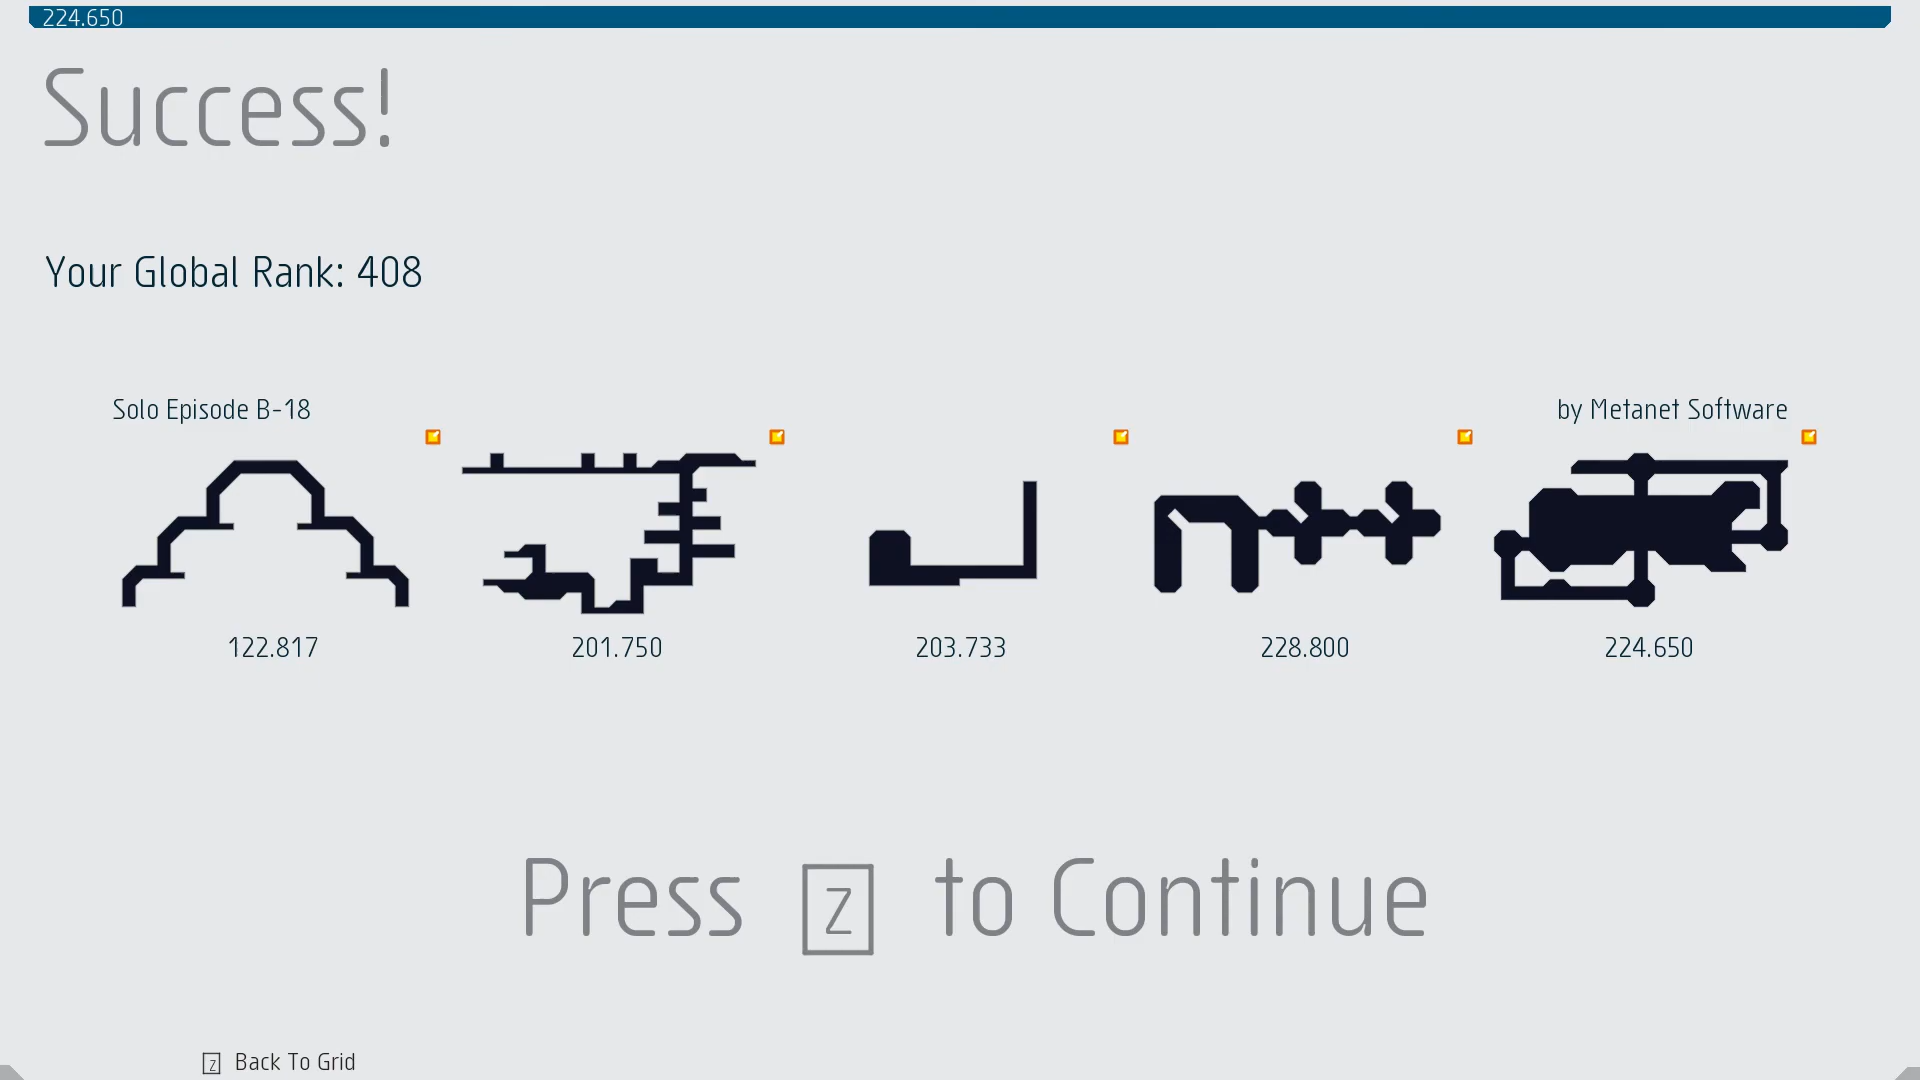 224.650
Success!
Your Global Rank: 408
Solo Episode B-18
by Metanet Software
122.817
201.750
203.733
228.800
224.650
Press Z to Continue
Z Back To Grid